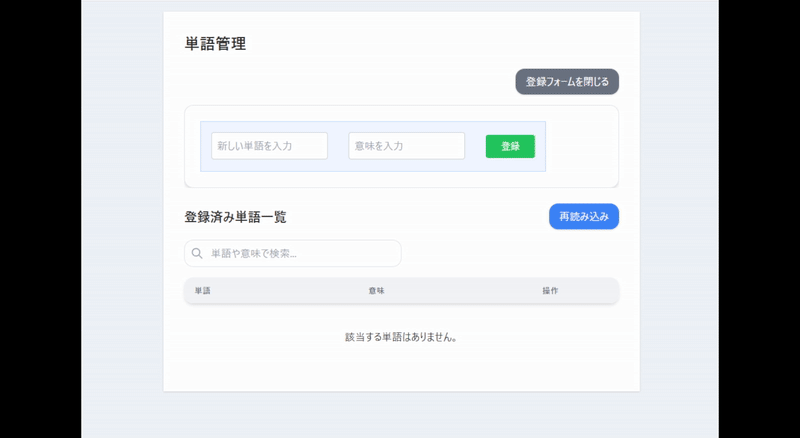 単語管理
登録フォームを閉じる
新しい単語を入力 意味を入力 登録
登録済み単語一覧 再読み込み
単語や意味で検索...
単語 意味 操作
該当する単語はありません。